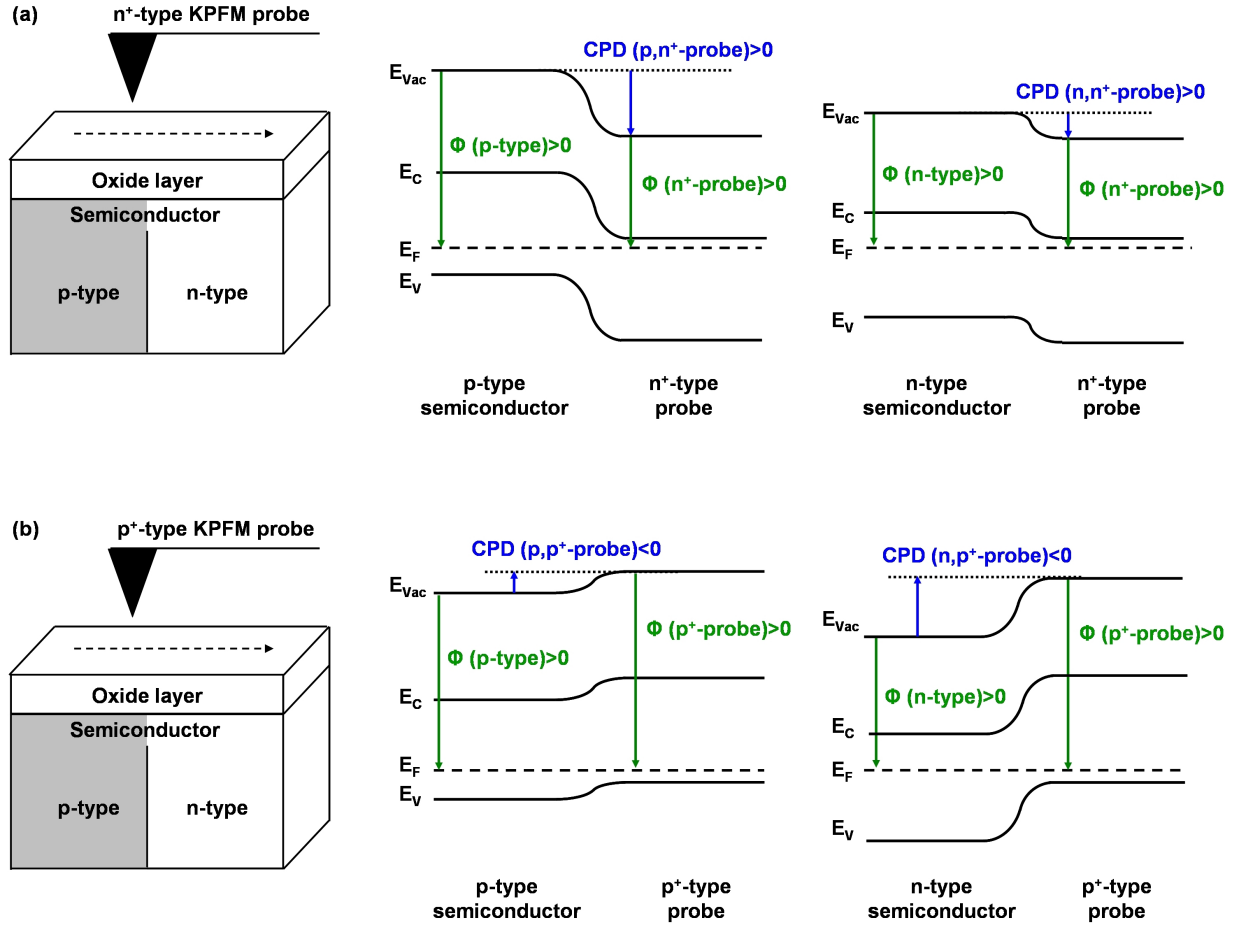 (a)
n⁺-type KPFM probe
Oxide layer
Semiconductor
p-type
n-type
CPD (p,n⁺-probe)>0
E_Vac
Φ (p-type)>0
E_C
Φ (n⁺-probe)>0
E_F
E_V
p-type
semiconductor
n⁺-type
probe
CPD (n,n⁺-probe)>0
E_Vac
Φ (n-type)>0
Φ (n⁺-probe)>0
E_C
E_F
E_V
n-type
semiconductor
n⁺-type
probe
(b)
p⁺-type KPFM probe
Oxide layer
Semiconductor
p-type
n-type
CPD (p,p⁺-probe)<0
E_Vac
Φ (p⁺-probe)>0
Φ (p-type)>0
E_C
E_F
E_V
p-type
semiconductor
p⁺-type
probe
CPD (n,p⁺-probe)<0
E_Vac
Φ (p⁺-probe)>0
Φ (n-type)>0
E_C
E_F
E_V
n-type
semiconductor
p⁺-type
probe